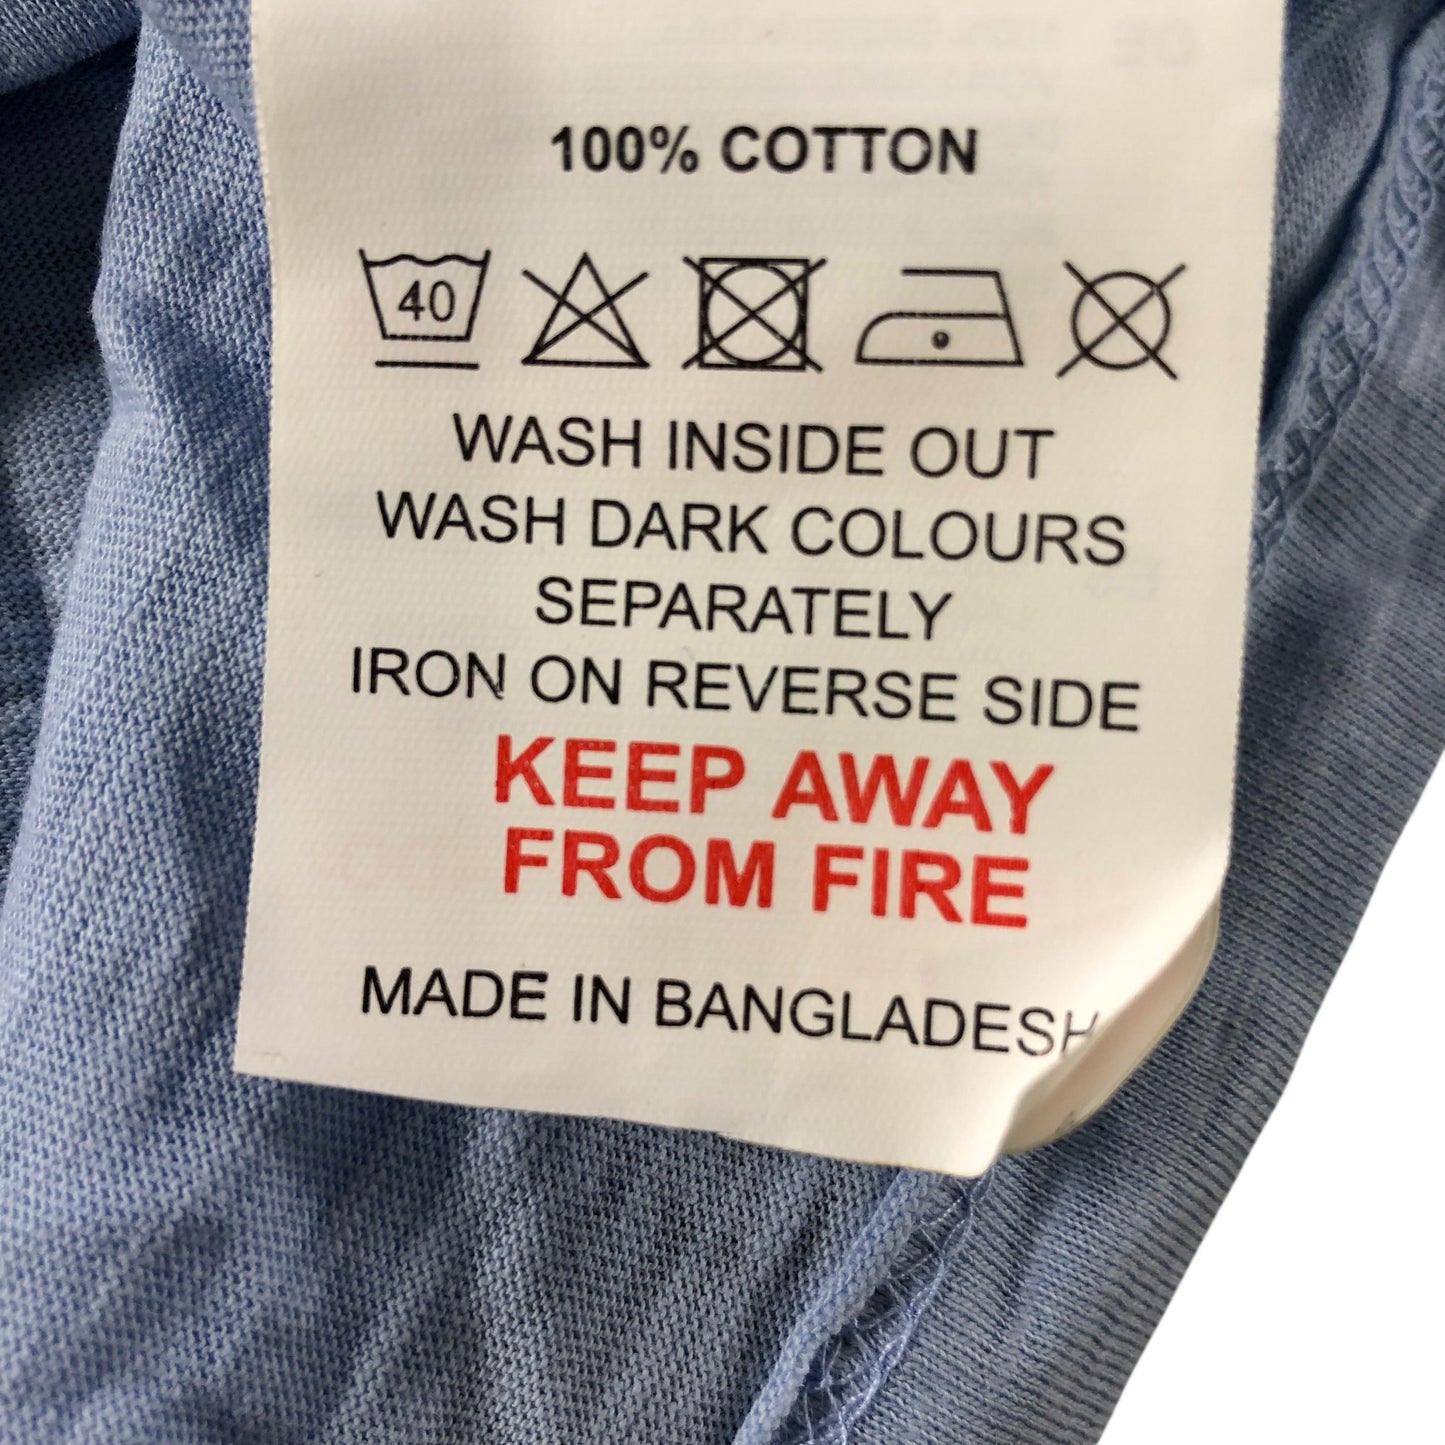 100% COTTON
40
WASH INSIDE OUT
WASH DARK COLOURS
SEPARATELY
IRON ON REVERSE SIDE
KEEP AWAY
FROM FIRE
MADE IN BANGLADESH